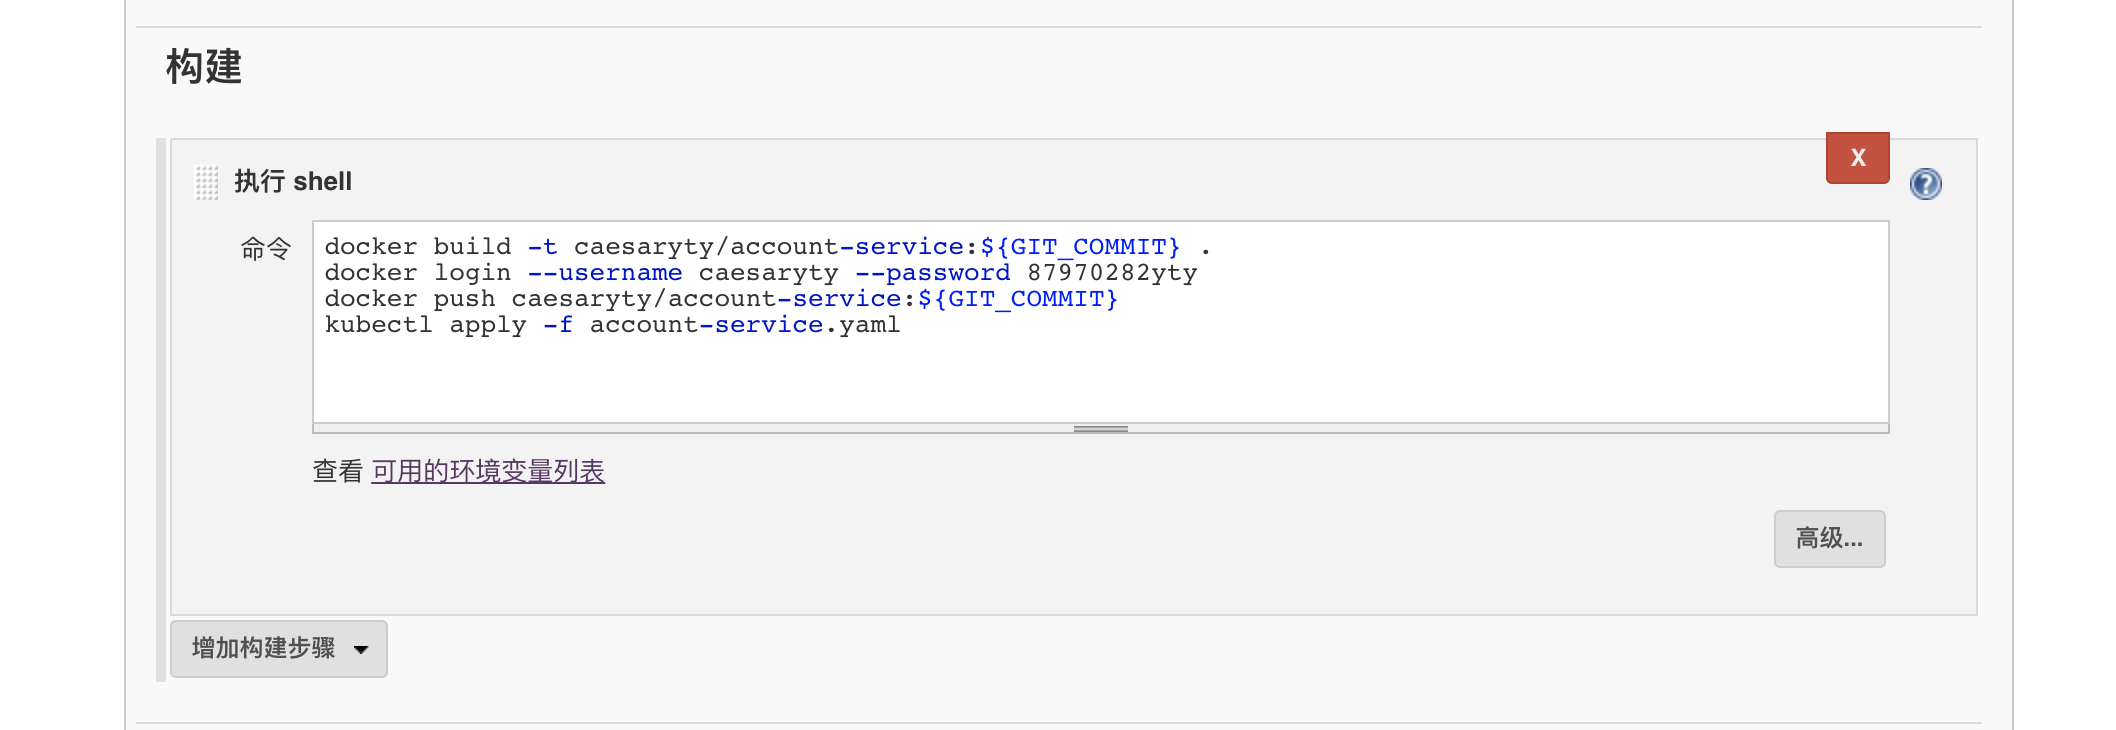 构建
X
执行 shell
命令
docker build -t caesaryty/account-service:${GIT_COMMIT} .
docker login --username caesaryty --password 87970282yty
docker push caesaryty/account-service:${GIT_COMMIT}
kubectl apply -f account-service.yaml
查看 可用的环境变量列表
高级...
增加构建步骤